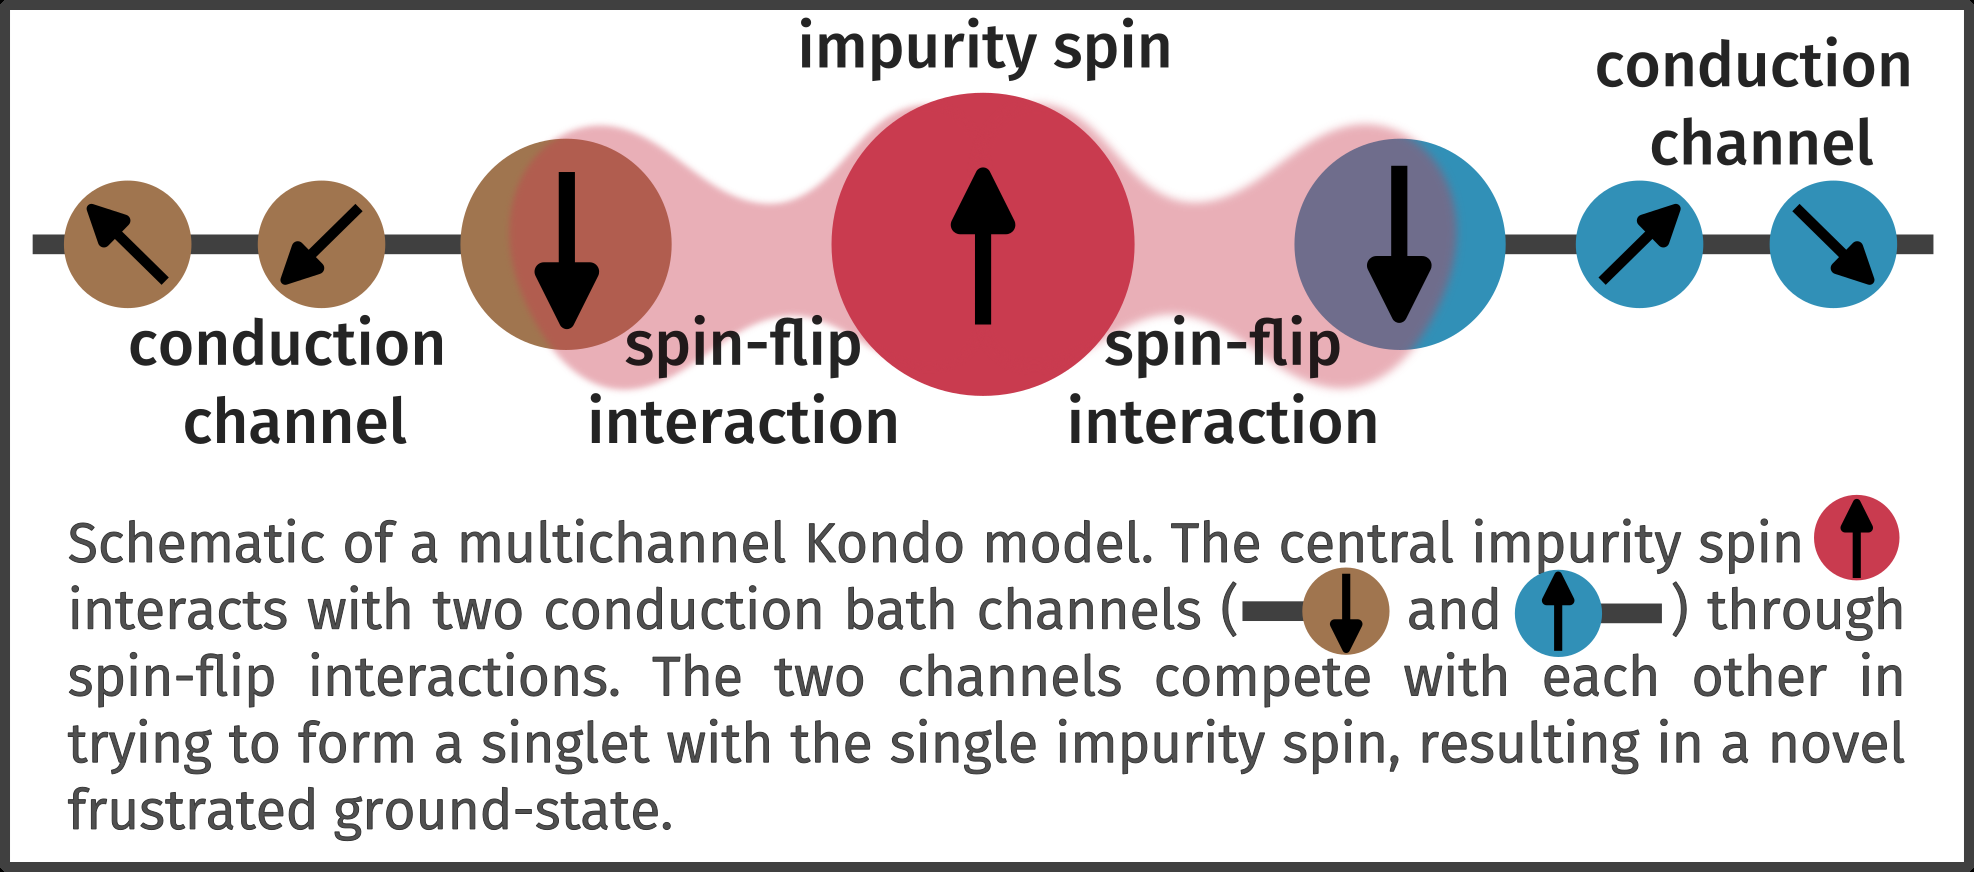 impurity spin
conduction
channel
conduction
channel
spin-flip
interaction
spin-flip
interaction
Schematic of a multichannel Kondo model. The central impurity spin
interacts with two conduction bath channels ( and ) through
spin-flip interactions. The two channels compete with each other in
trying to form a singlet with the single impurity spin, resulting in a novel
frustrated ground-state.